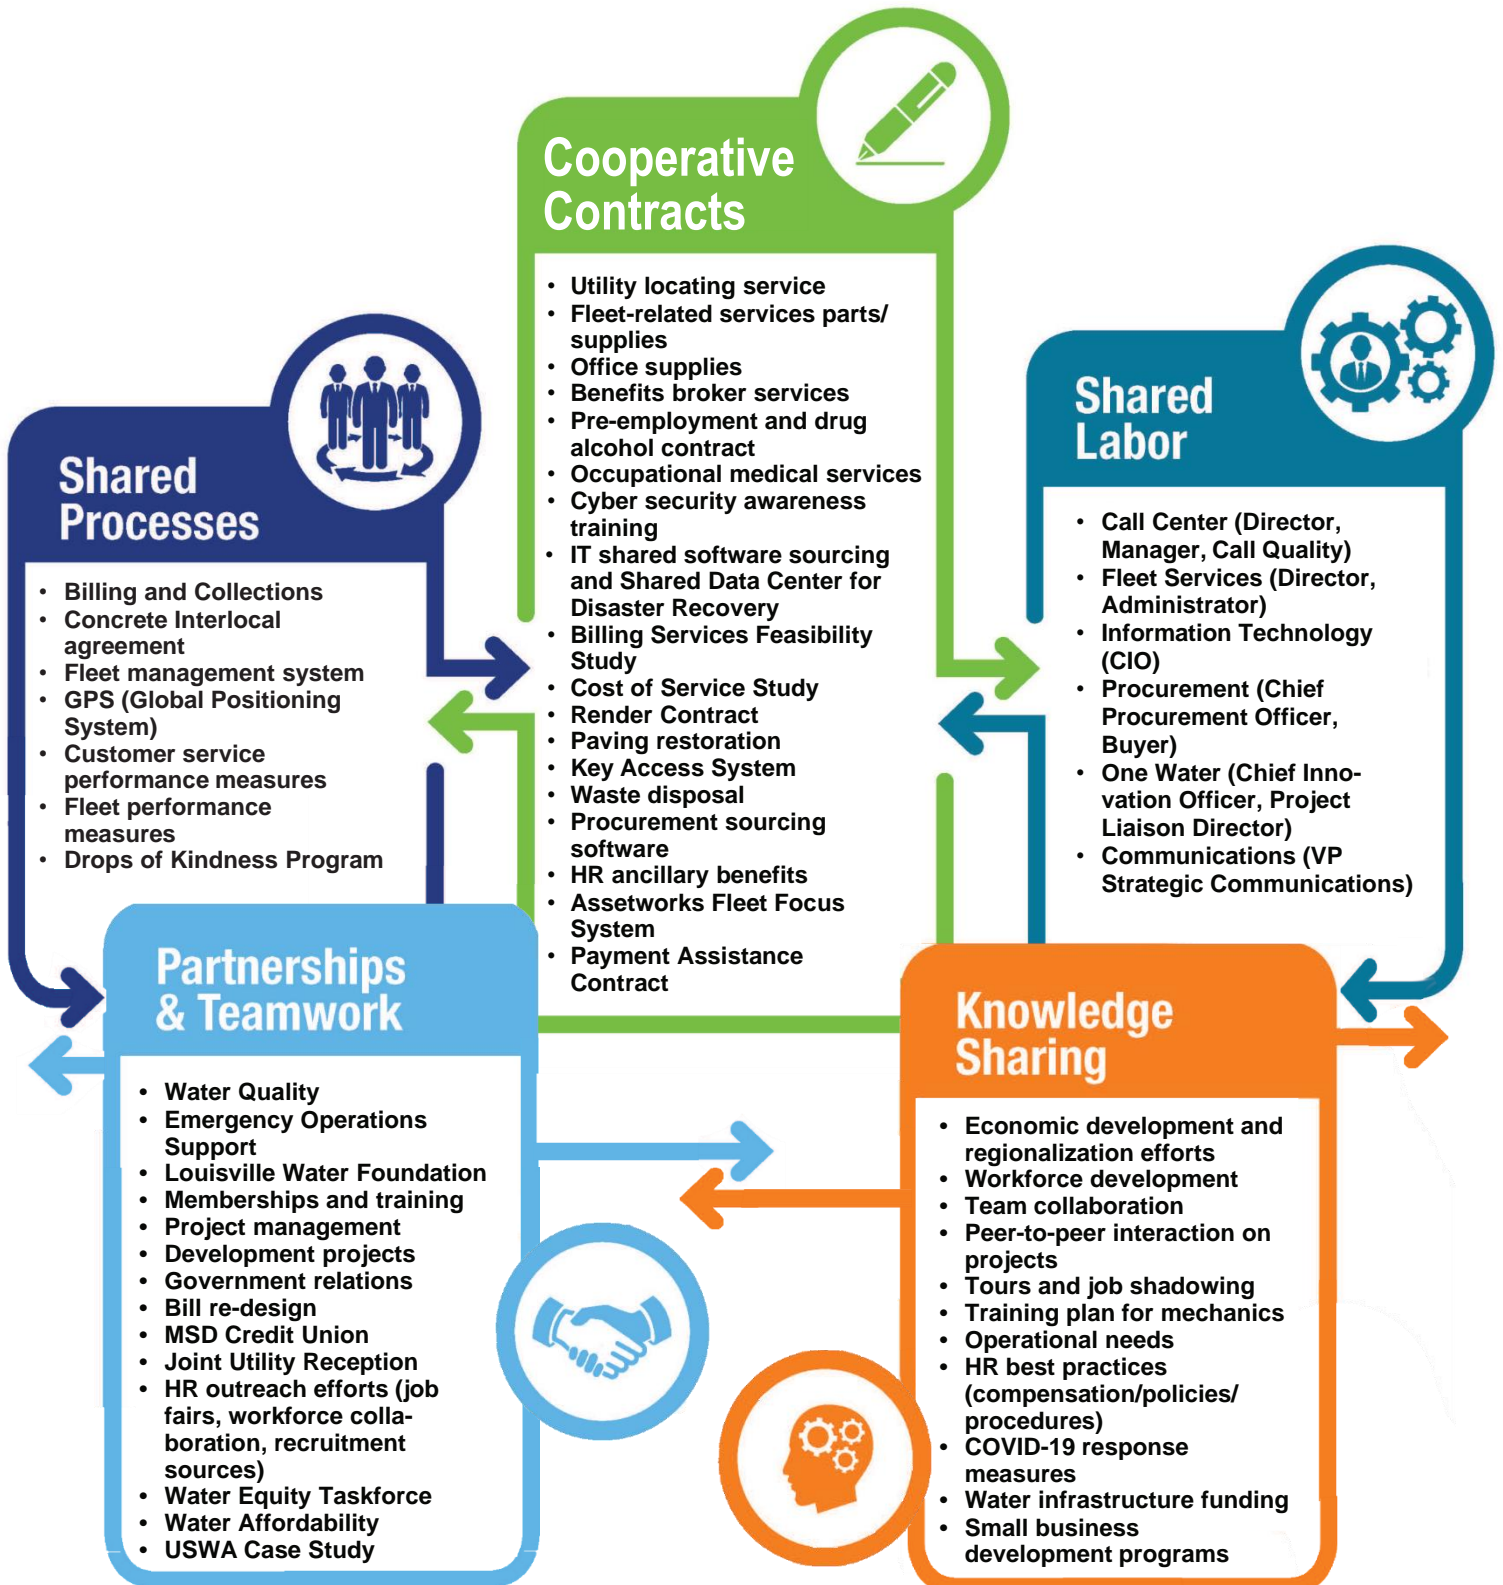 Cooperative
Contracts
• Utility locating service
• Fleet-related services parts/
supplies
• Office supplies
• Benefits broker services
• Pre-employment and drug
alcohol contract
• Occupational medical services
• Cyber security awareness
training
• IT shared software sourcing
and Shared Data Center for
Disaster Recovery
• Billing Services Feasibility
Study
• Cost of Service Study
• Render Contract
• Paving restoration
• Key Access System
• Waste disposal
• Procurement sourcing
software
• HR ancillary benefits
• Assetworks Fleet Focus
System
• Payment Assistance
Contract
Shared
Labor
• Call Center (Director,
Manager, Call Quality)
• Fleet Services (Director,
Administrator)
• Information Technology
(CIO)
• Procurement (Chief
Procurement Officer,
Buyer)
• One Water (Chief Inno-
vation Officer, Project
Liaison Director)
• Communications (VP
Strategic Communications)
Shared
Processes
• Billing and Collections
• Concrete Interlocal
agreement
• Fleet management system
• GPS (Global Positioning
System)
• Customer service
performance measures
• Fleet performance
measures
• Drops of Kindness Program
Partnerships
& Teamwork
• Water Quality
• Emergency Operations
Support
• Louisville Water Foundation
• Memberships and training
• Project management
• Development projects
• Government relations
• Bill re-design
• MSD Credit Union
• Joint Utility Reception
• HR outreach efforts (job
fairs, workforce colla-
boration, recruitment
sources)
• Water Equity Taskforce
• Water Affordability
• USWA Case Study
Knowledge
Sharing
• Economic development and
regionalization efforts
• Workforce development
• Team collaboration
• Peer-to-peer interaction on
projects
• Tours and job shadowing
• Training plan for mechanics
• Operational needs
• HR best practices
(compensation/policies/
procedures)
• COVID-19 response
measures
• Water infrastructure funding
• Small business
development programs